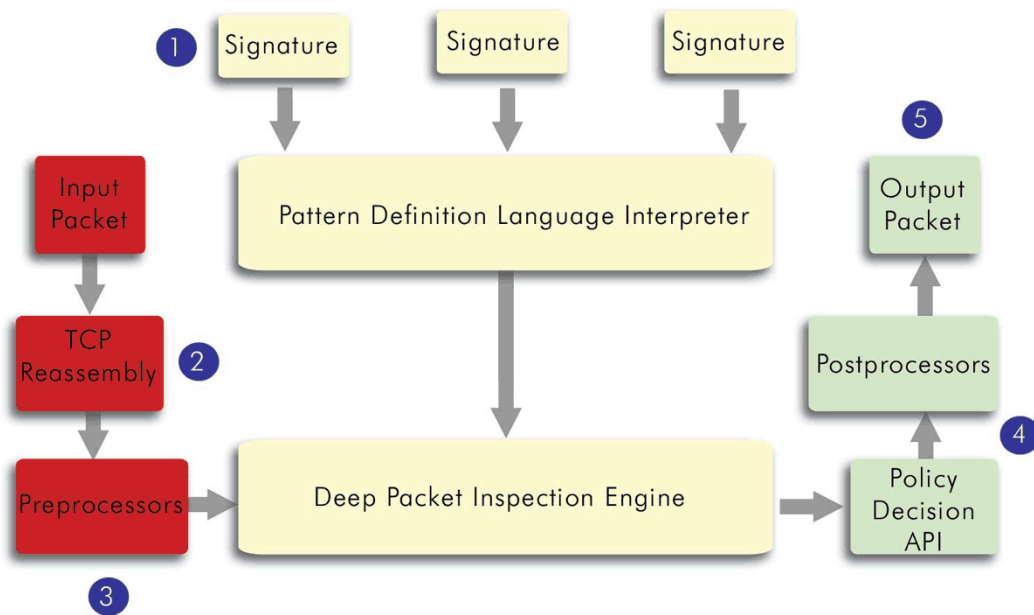 1
Signature
Signature
Signature
5
Input
Packet
Pattern Definition Language Interpreter
Output
Packet
TCP
Reassembly
2
Postprocessors
4
Preprocessors
Deep Packet Inspection Engine
Policy
Decision
API
3